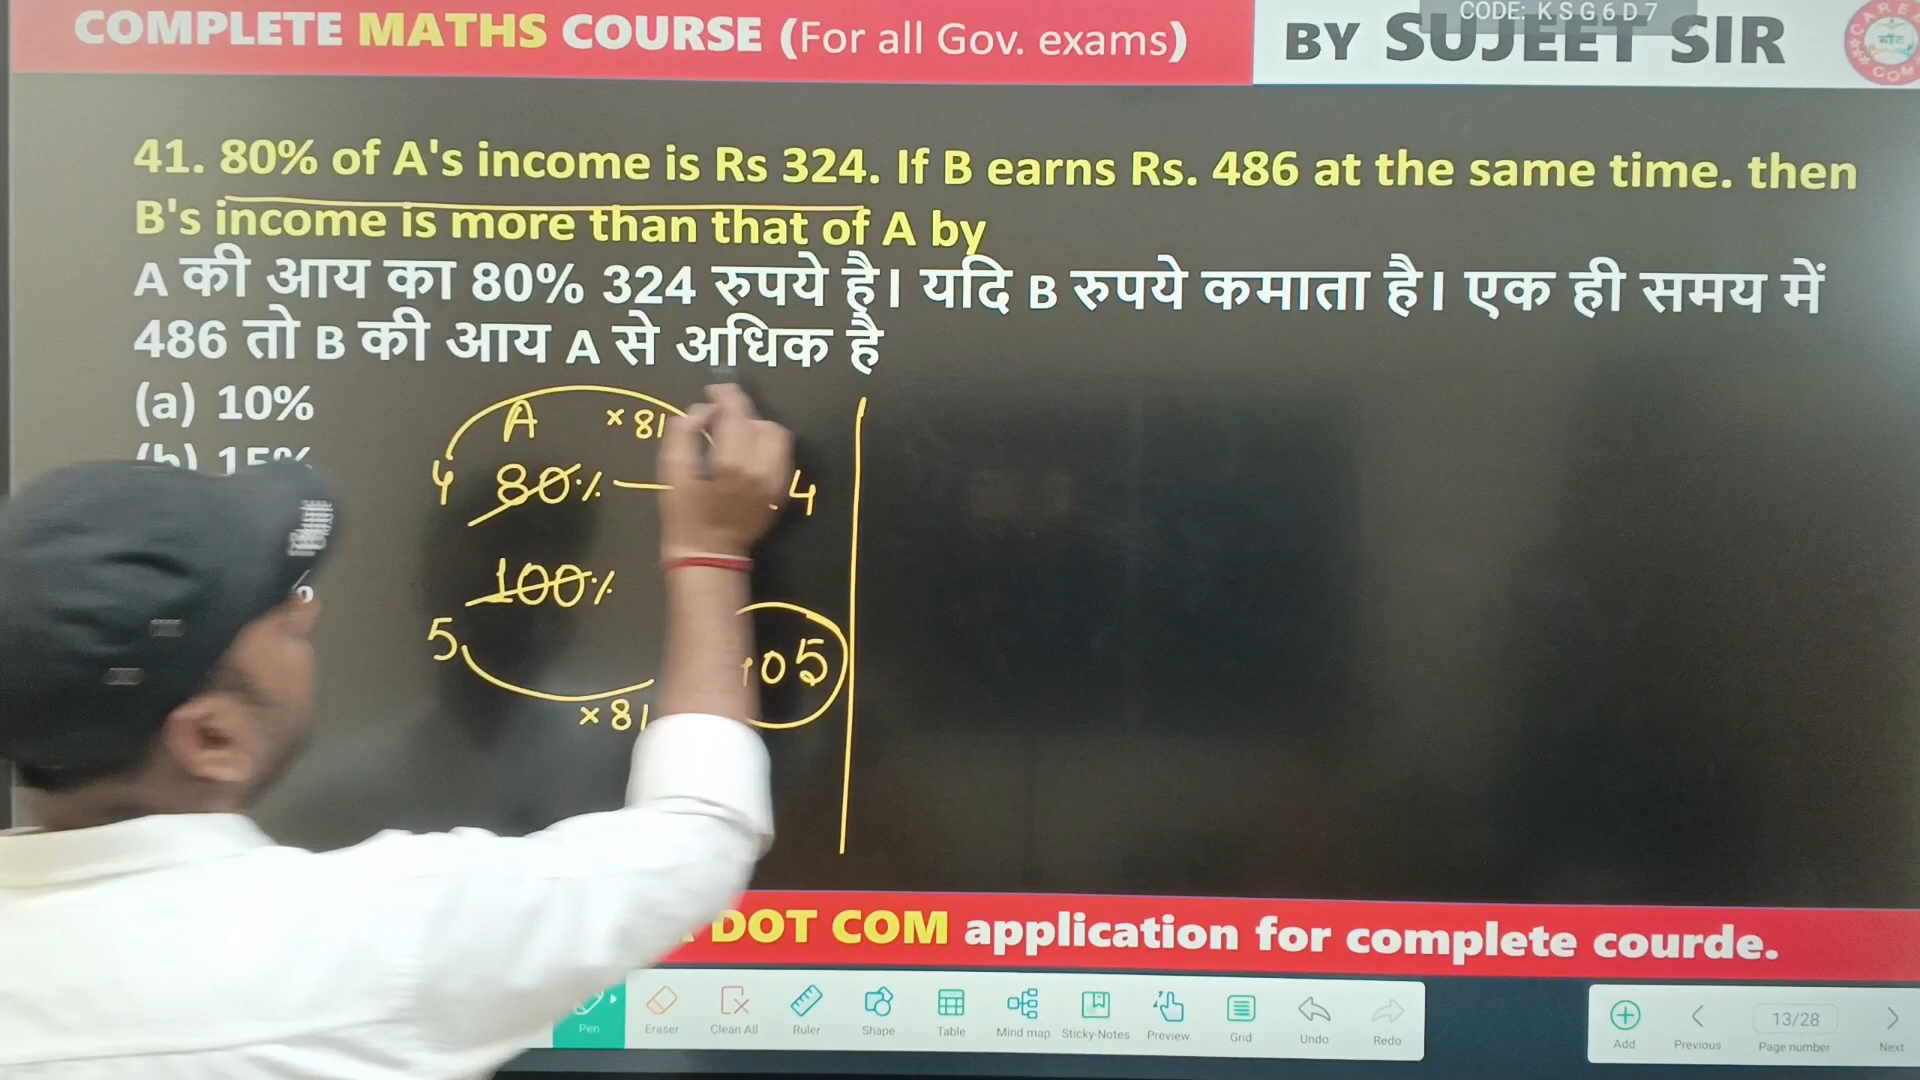 COMPLETE MATHS COURSE (For all Gov. exams)
BY SUJEET SIR
CODE: K S G 6 D 7
41. 80% of A's income is Rs 324. If B earns Rs. 486 at the same time. then
B's income is more than that of A by
A की आय का 80% 324 रुपये है। यदि B रुपये कमाता है। एक ही समय में
486 तो B की आय A से अधिक है
(a) 10%
(b) 15%
A ×81
4 80% 4
100%
5 05
×81
DOT COM application for complete courde.
Pen
Eraser
Clean All
Ruler
Shape
Table
Mind map
Sticky-Notes
Preview
Grid
Undo
Redo
Add
Previous
13/28
Page number
Next